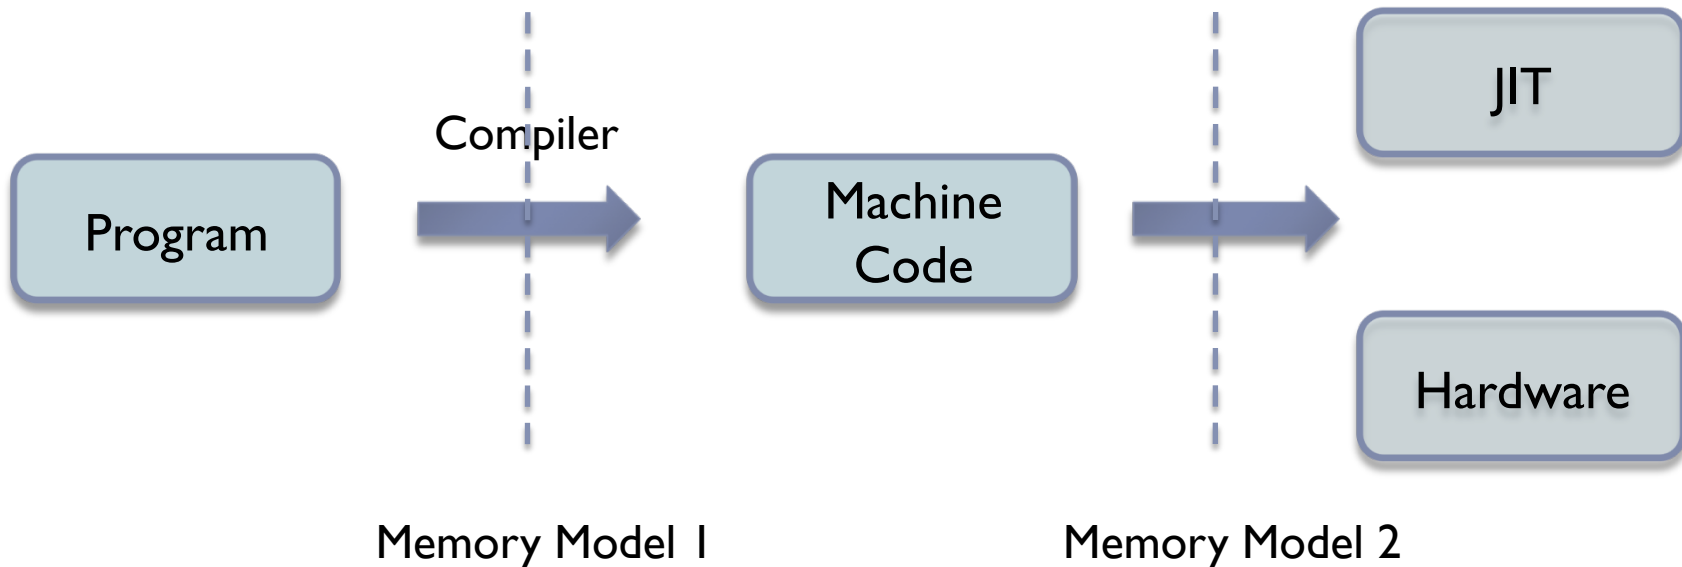 Compiler
Program
Machine
Code
JIT
Hardware
Memory Model 1
Memory Model 2